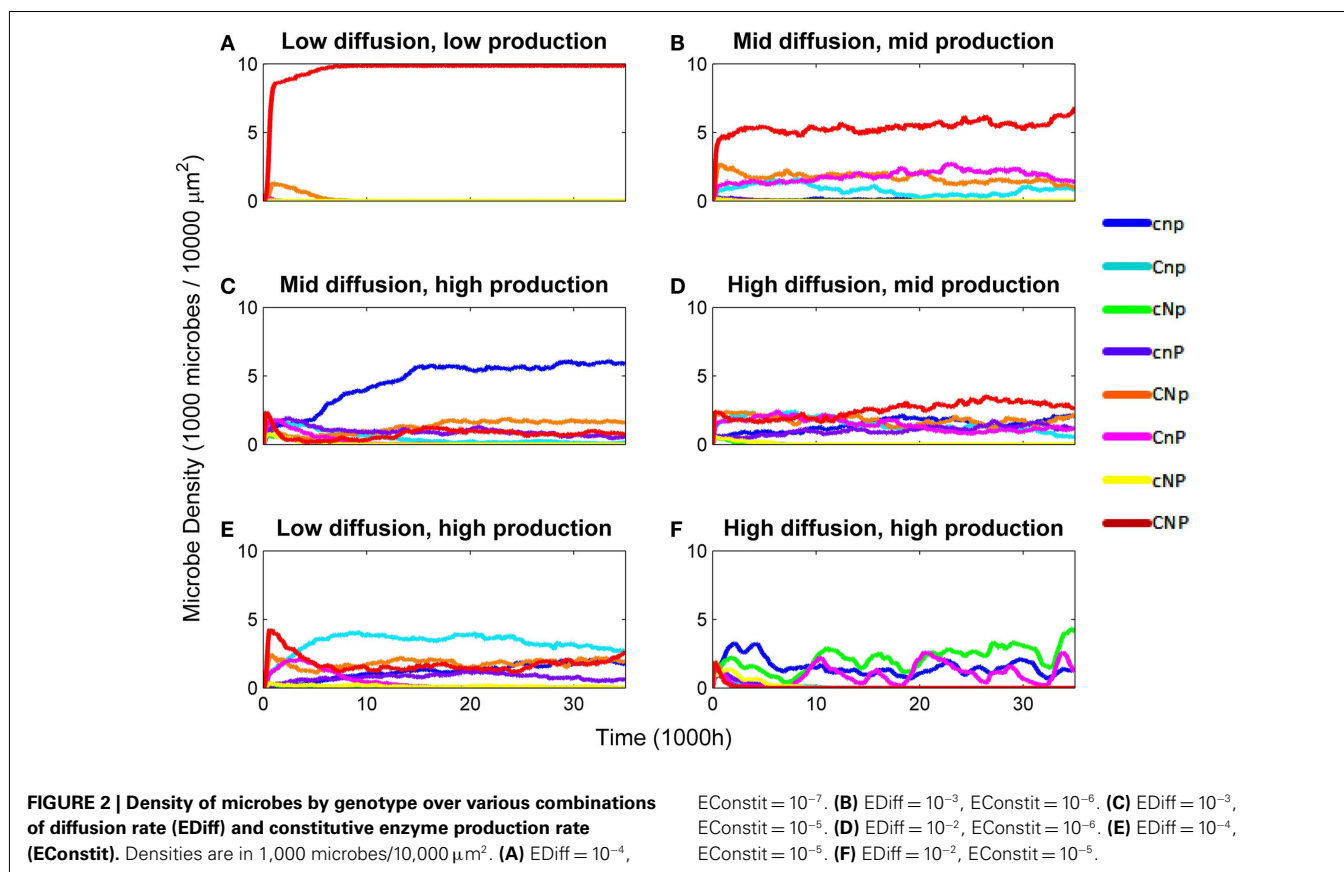 A Low diffusion, low production
B Mid diffusion, mid production
10
5
0
10
5
0
C Mid diffusion, high production
D High diffusion, mid production
10
5
0
10
5
0
E Low diffusion, high production
F High diffusion, high production
10
5
0
0 10 20 30
10
5
0
0 10 20 30
Microbe Density (1000 microbes / 10000 μm²)
Time (1000h)
cnp
Cnp
cNp
cnP
CNp
CnP
cNP
CNP
FIGURE 2 | Density of microbes by genotype over various combinations
of diffusion rate (EDiff) and constitutive enzyme production rate
(EConstit). Densities are in 1,000 microbes/10,000 μm². (A) EDiff = 10⁻⁴,
EConstit = 10⁻⁷. (B) EDiff = 10⁻³, EConstit = 10⁻⁶. (C) EDiff = 10⁻³,
EConstit = 10⁻⁵. (D) EDiff = 10⁻², EConstit = 10⁻⁶. (E) EDiff = 10⁻⁴,
EConstit = 10⁻⁵. (F) EDiff = 10⁻², EConstit = 10⁻⁵.